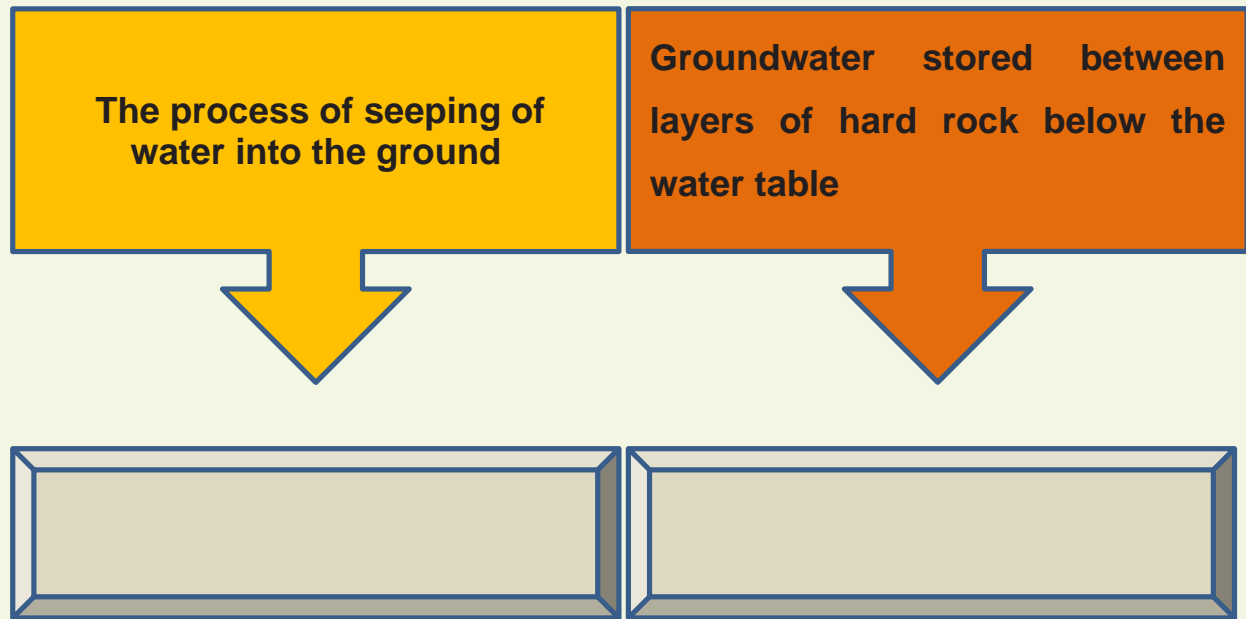 The process of seeping of
water into the ground
Groundwater stored between
layers of hard rock below the
water table